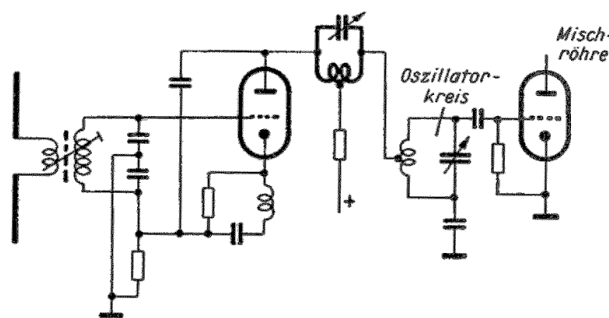 Misch-
röhre
Oszillator-
kreis
+